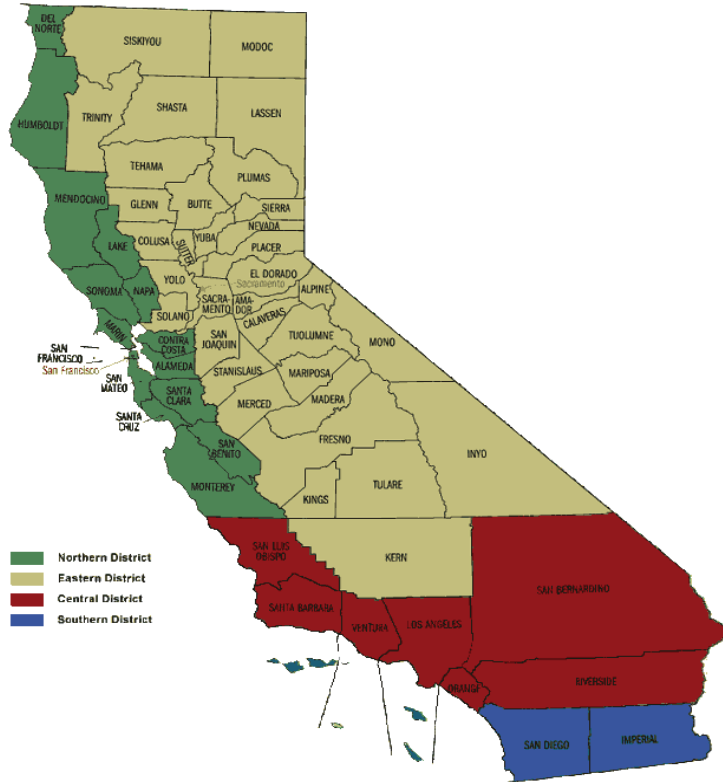 DEL
NORTE
SISKIYOU
MODOC
HUMBOLDT
TRINITY
SHASTA
LASSEN
TEHAMA
PLUMAS
MENDOCINO
GLENN
BUTTE
SIERRA
LAKE
COLUSA
SUTTER
YUBA
NEVADA
PLACER
SONOMA
NAPA
YOLO
EL DORADO
Sacramento
ALPINE
SOLANO
SACRA-
MENTO
AMA-
DOR
CALAVERAS
MARIN
CONTRA
COSTA
SAN
JOAQUIN
TUOLUMNE
MONO
SAN
FRANCISCO
San Francisco
ALAMEDA
STANISLAUS
MARIPOSA
SAN
MATEO
SANTA
CLARA
MERCED
MADERA
SANTA
CRUZ
SAN
BENITO
FRESNO
INYO
MONTEREY
KINGS
TULARE
SAN LUIS
OBISPO
KERN
SAN BERNARDINO
SANTA BARBARA
VENTURA
LOS ANGELES
ORANGE
RIVERSIDE
SAN DIEGO
IMPERIAL
Northern District
Eastern District
Central District
Southern District